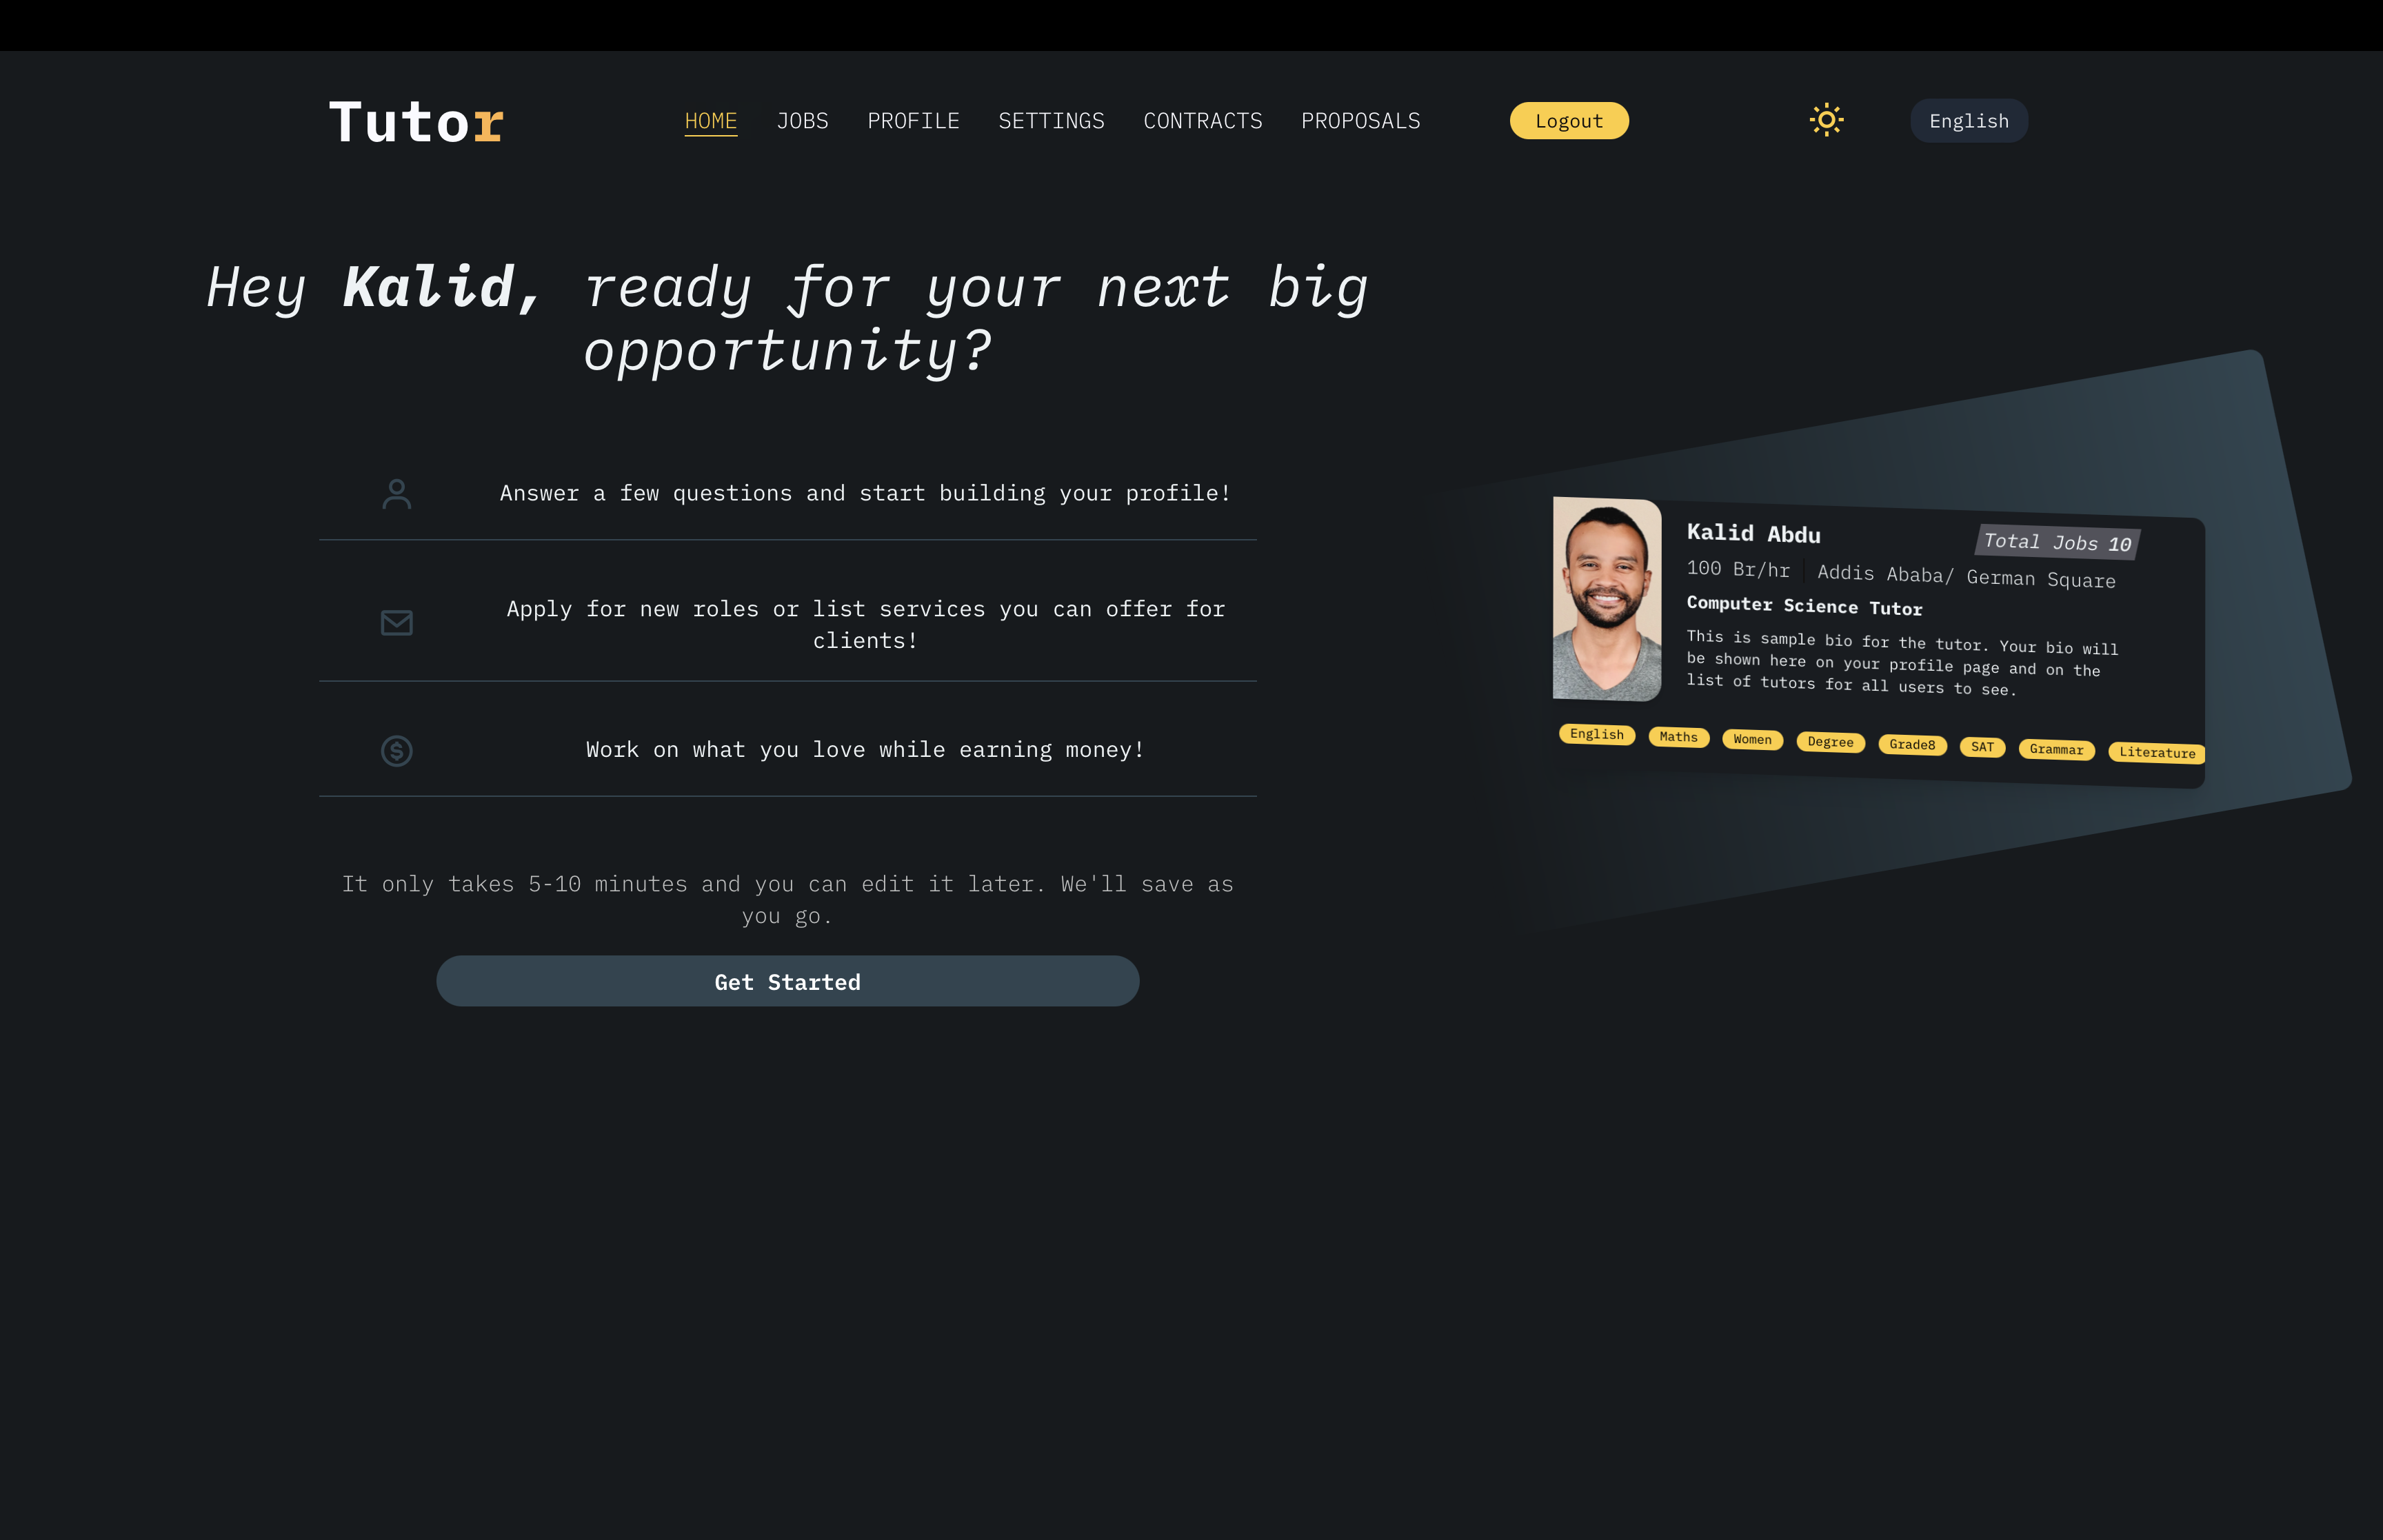 Tutor
HOME JOBS PROFILE SETTINGS CONTRACTS PROPOSALS Logout English
Hey Kalid, ready for your next big
opportunity?
Answer a few questions and start building your profile!
Apply for new roles or list services you can offer for
clients!
Work on what you love while earning money!
It only takes 5-10 minutes and you can edit it later. We'll save as
you go.
Get Started
Kalid Abdu
Total Jobs 10
100 Br/hr Addis Ababa/ German Square
Computer Science Tutor
This is sample bio for the tutor. Your bio will
be shown here on your profile page and on the
list of tutors for all users to see.
English Maths Women Degree Grade8 SAT Grammar Literature